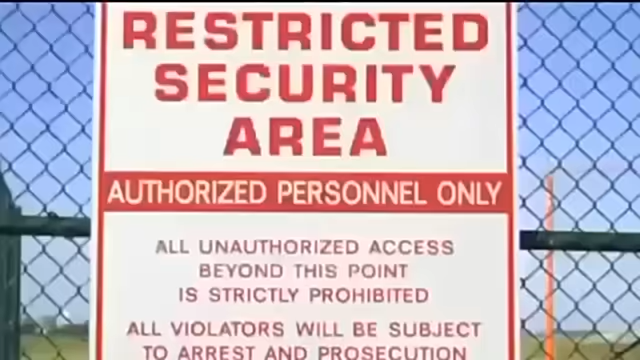 RESTRICTED
SECURITY
AREA
AUTHORIZED PERSONNEL ONLY
ALL UNAUTHORIZED ACCESS
BEYOND THIS POINT
IS STRICTLY PROHIBITED
ALL VIOLATORS WILL BE SUBJECT
TO ARREST AND PROSECUTION